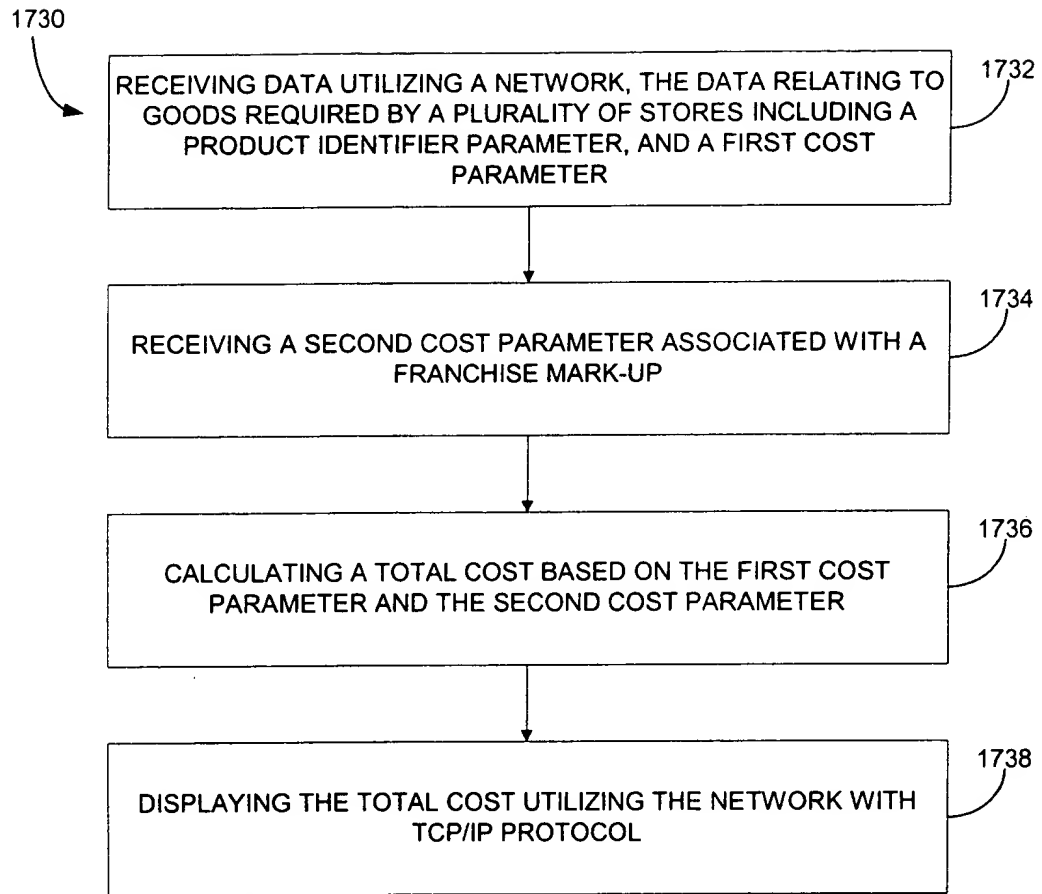 1730
RECEIVING DATA UTILIZING A NETWORK, THE DATA RELATING TO
GOODS REQUIRED BY A PLURALITY OF STORES INCLUDING A
PRODUCT IDENTIFIER PARAMETER, AND A FIRST COST
PARAMETER
1732
RECEIVING A SECOND COST PARAMETER ASSOCIATED WITH A
FRANCHISE MARK-UP
1734
CALCULATING A TOTAL COST BASED ON THE FIRST COST
PARAMETER AND THE SECOND COST PARAMETER
1736
DISPLAYING THE TOTAL COST UTILIZING THE NETWORK WITH
TCP/IP PROTOCOL
1738